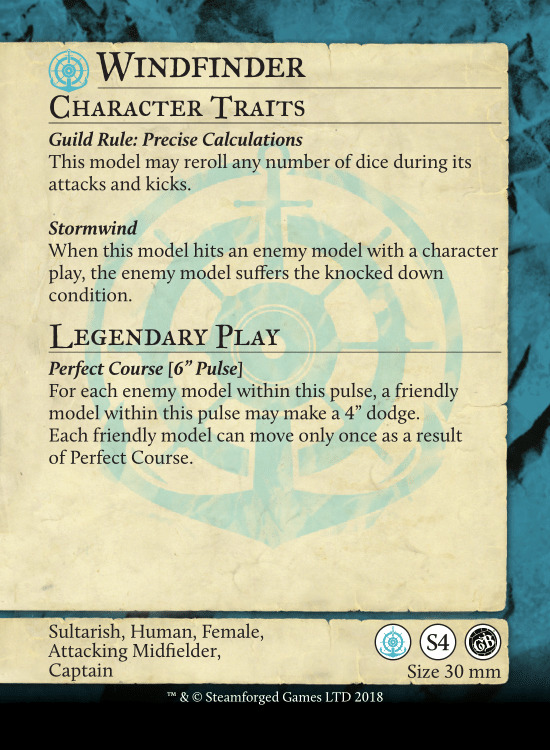 Windfinder
Character Traits
Guild Rule: Precise Calculations
This model may reroll any number of dice during its
attacks and kicks.
Stormwind
When this model hits an enemy model with a character
play, the enemy model suffers the knocked down
condition.
Legendary Play
Perfect Course [6” Pulse]
For each enemy model within this pulse, a friendly
model within this pulse may make a 4” dodge.
Each friendly model can move only once as a result
of Perfect Course.
Sultarish, Human, Female,
Attacking Midfielder,
Captain
S4
GB
Size 30 mm
™ & © Steamforged Games LTD 2018